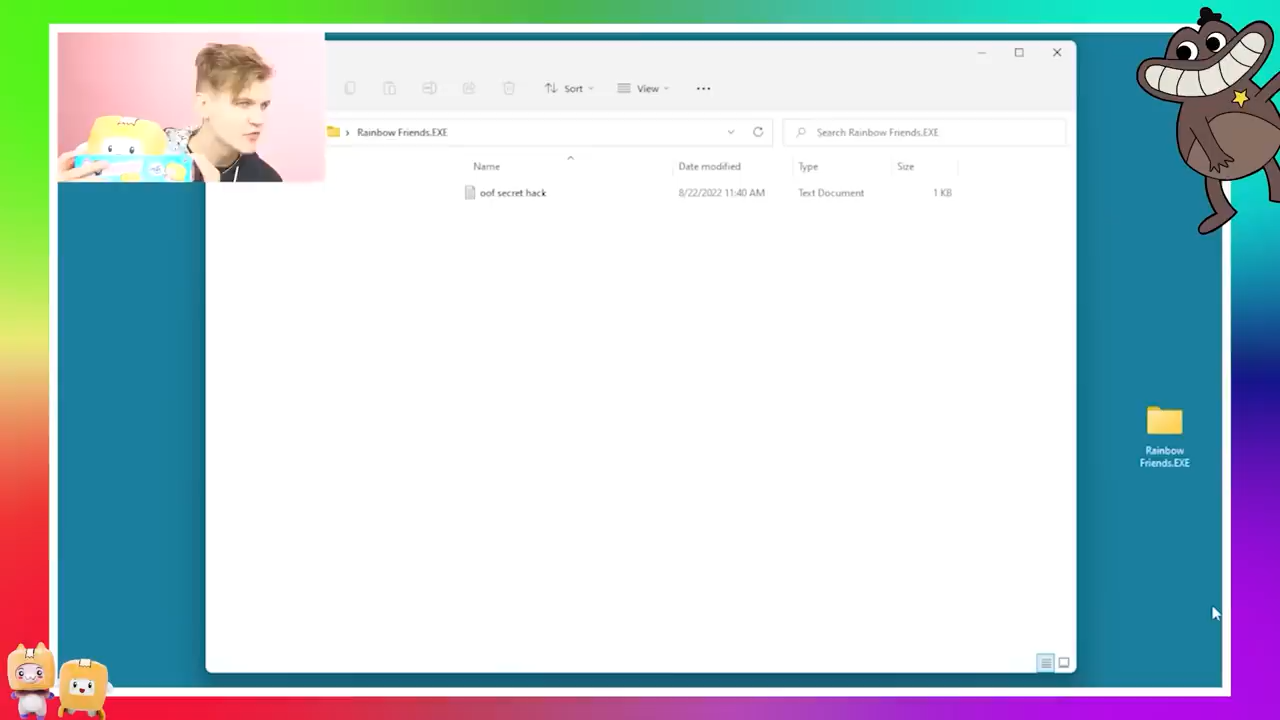 Sort
View
Rainbow Friends.EXE
Search Rainbow Friends.EXE
Name
Date modified
Type
Size
oof secret hack
8/22/2022 11:40 AM
Text Document
1 KB
Rainbow
Friends.EXE